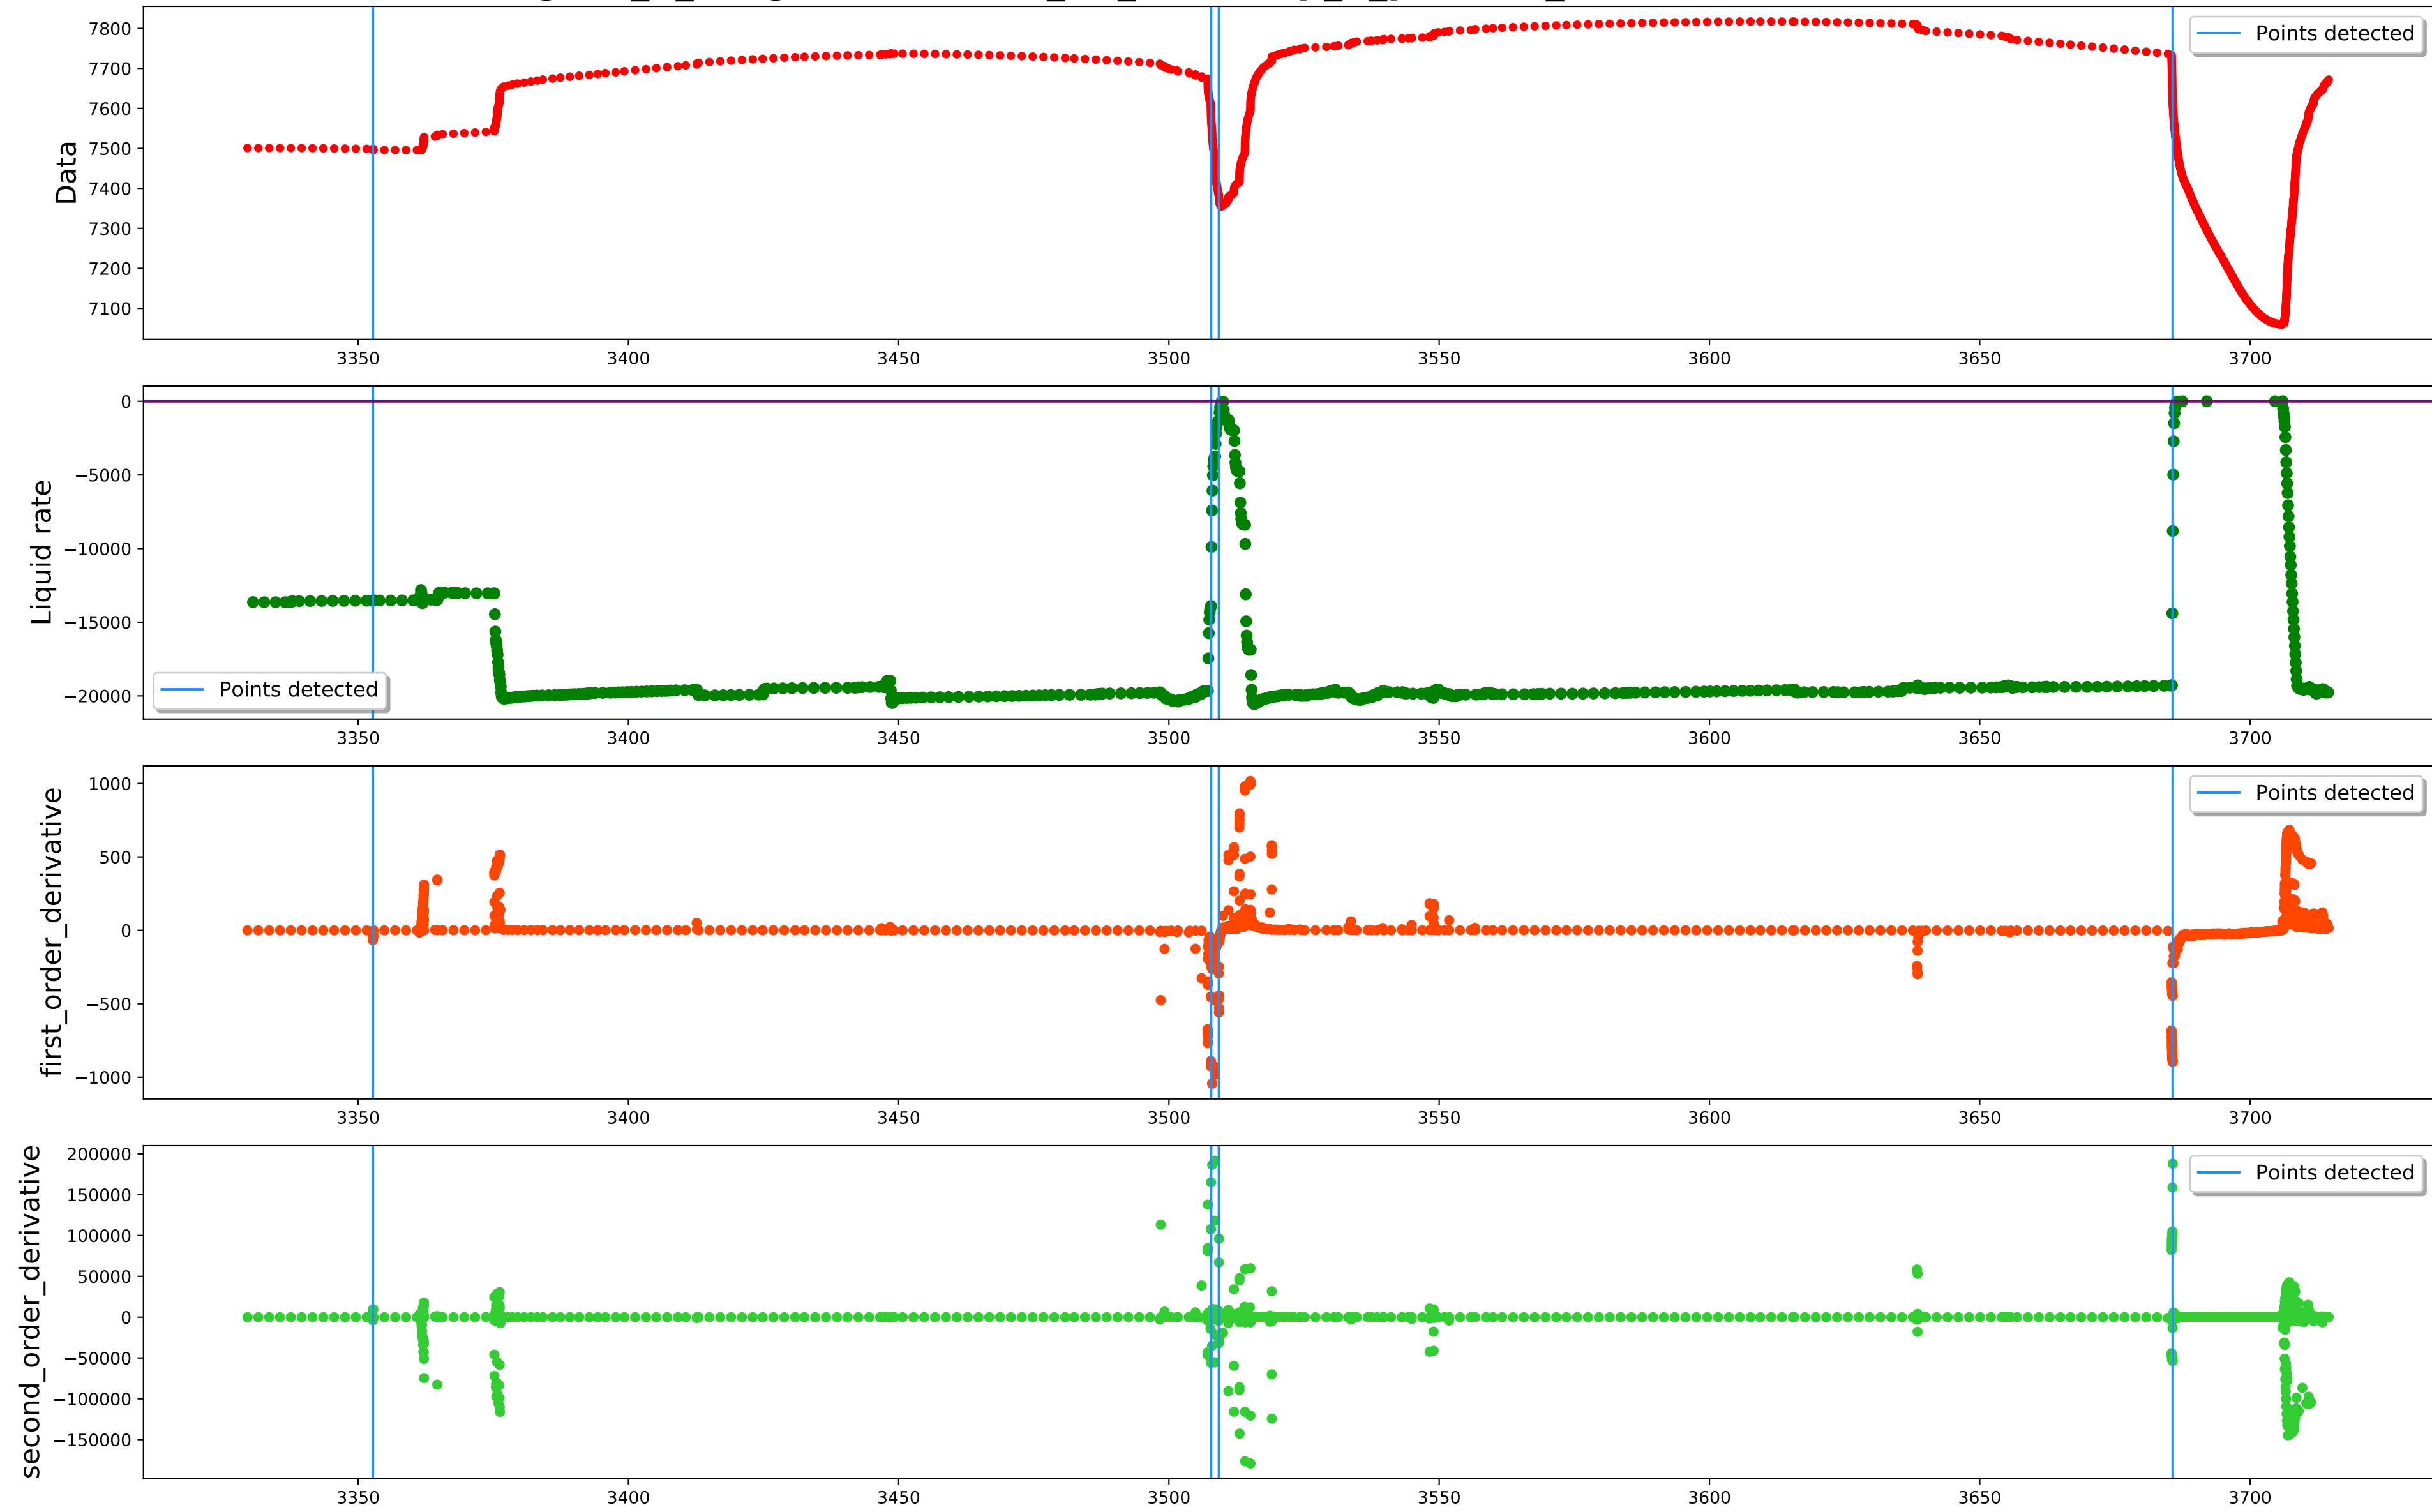 7800
7700
7600
7500
7400
7300
7200
7100
Data
Points detected
3350 3400 3450 3500 3550 3600 3650 3700
0
−5000
−10000
−15000
−20000
Liquid rate
Points detected
3350 3400 3450 3500 3550 3600 3650 3700
1000
500
0
−500
−1000
first_order_derivative
Points detected
3350 3400 3450 3500 3550 3600 3650 3700
200000
150000
100000
50000
0
−50000
−100000
−150000
second_order_derivative
Points detected
3350 3400 3450 3500 3550 3600 3650 3700